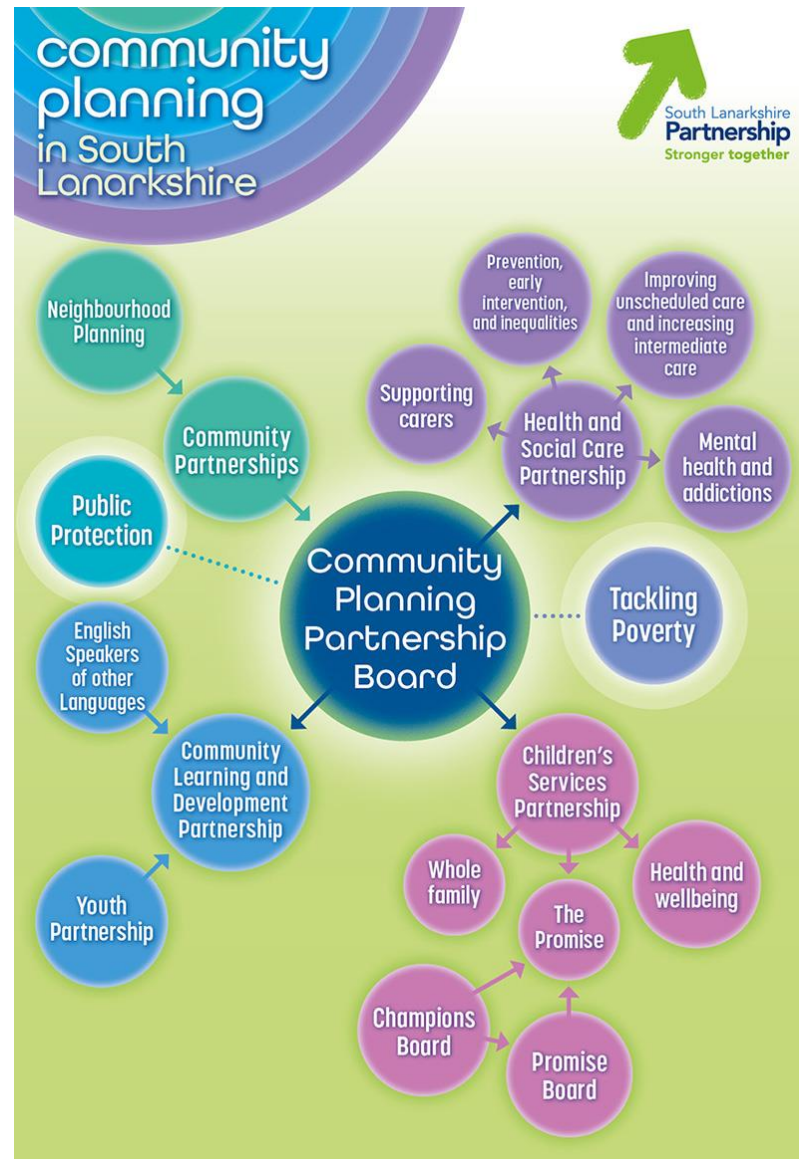 community
planning
in South
Lanarkshire
South Lanarkshire
Partnership
Stronger together
Neighbourhood
Planning
Community
Partnerships
Public
Protection
English
Speakers
of other
Languages
Community
Learning and
Development
Partnership
Youth
Partnership
Community
Planning
Partnership
Board
Prevention,
early
intervention,
and inequalities
Improving
unscheduled care
and increasing
intermediate
care
Supporting
carers
Health and
Social Care
Partnership
Mental
health and
addictions
Tackling
Poverty
Children's
Services
Partnership
Whole
family
The
Promise
Health and
wellbeing
Champions
Board
Promise
Board